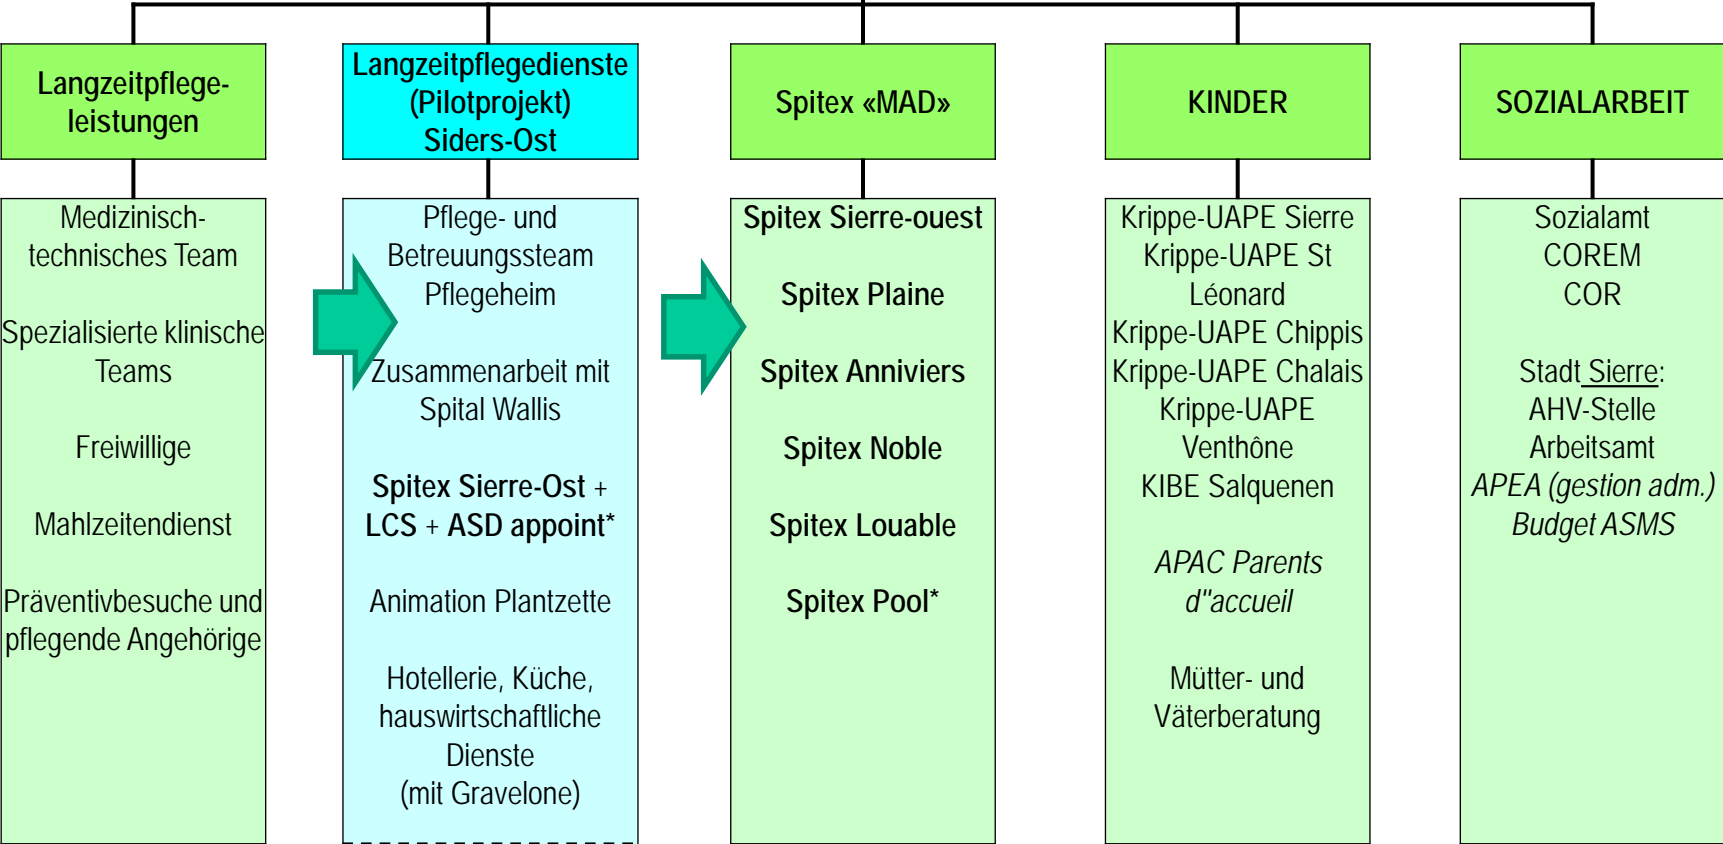 Langzeitpflege-
leistungen
Medizinisch-
technisches Team
Spezialisierte klinische
Teams
Freiwillige
Mahlzeitendienst
Präventivbesuche und
pflegende Angehörige
Langzeitpflegedienste
(Pilotprojekt)
Siders-Ost
Pflege- und
Betreuungssteam
Pflegeheim
Zusammenarbeit mit
Spital Wallis
Spitex Sierre-Ost +
LCS + ASD appoint*
Animation Plantzette
Hotellerie, Küche,
hauswirtschaftliche
Dienste
(mit Gravelone)
Spitex «MAD»
Spitex Sierre-ouest
Spitex Plaine
Spitex Anniviers
Spitex Noble
Spitex Louable
Spitex Pool*
KINDER
Krippe-UAPE Sierre
Krippe-UAPE St
Léonard
Krippe-UAPE Chippis
Krippe-UAPE Chalais
Krippe-UAPE
Venthône
KIBE Salquenen
APAC Parents
d"accueil
Mütter- und
Väterberatung
SOZIALARBEIT
Sozialamt
COREM
COR
Stadt Sierre:
AHV-Stelle
Arbeitsamt
APEA (gestion adm.)
Budget ASMS